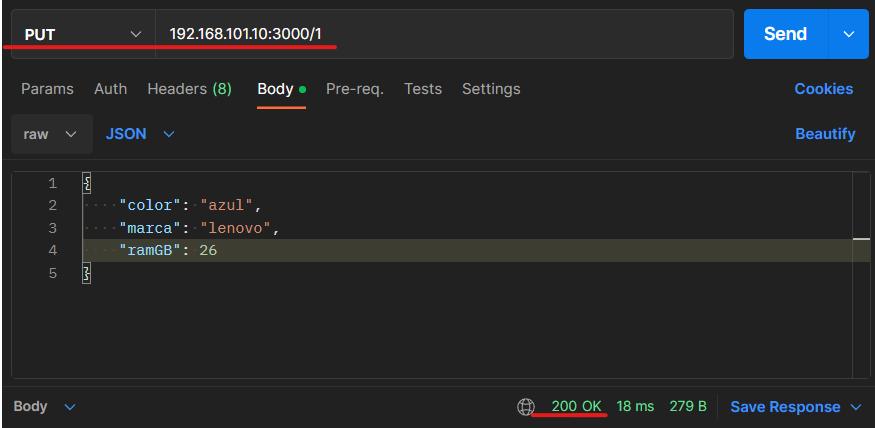 PUT 192.168.101.10:3000/1 Send
Params Auth Headers (8) Body Pre-req. Tests Settings Cookies
raw JSON Beautify
1 {
2 "color": "azul",
3 "marca": "lenovo",
4 "ramGB": 26
5 }
Body 200 OK 18 ms 279 B Save Response